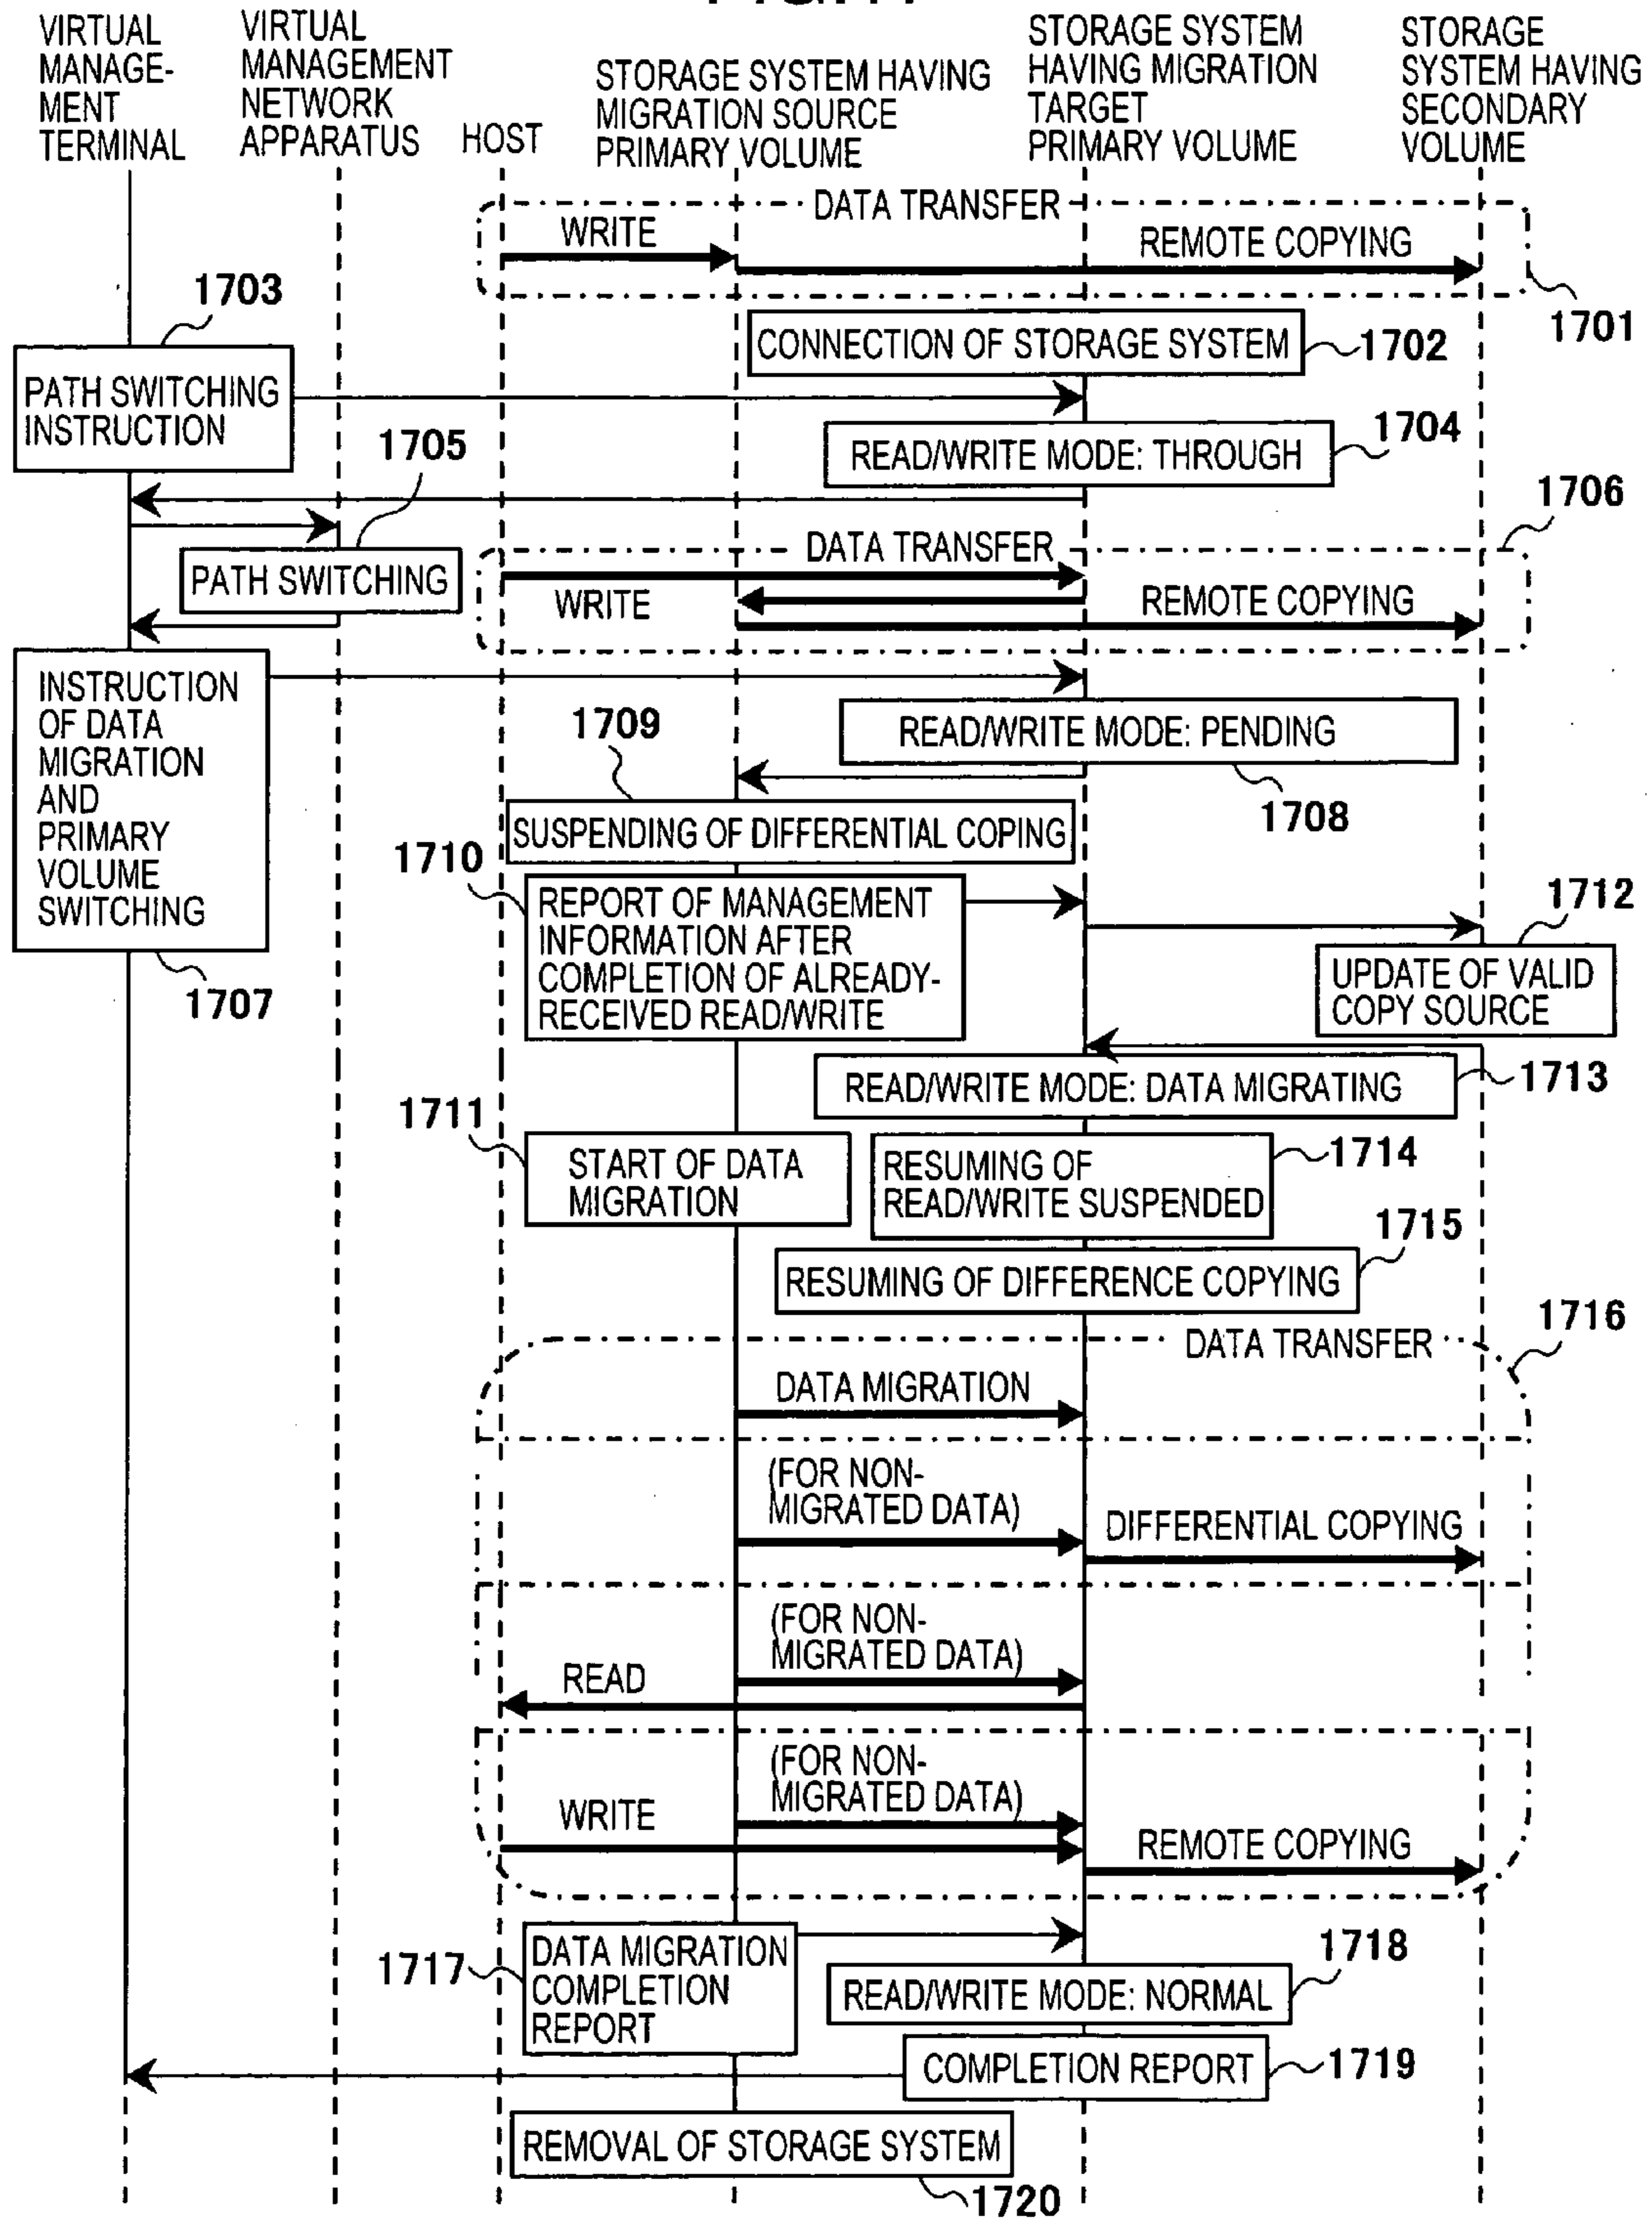 VIRTUAL
MANAGE-
MENT
TERMINAL
VIRTUAL
MANAGEMENT
NETWORK
APPARATUS
HOST
STORAGE SYSTEM HAVING
MIGRATION SOURCE
PRIMARY VOLUME
STORAGE SYSTEM
HAVING MIGRATION
TARGET
PRIMARY VOLUME
STORAGE
SYSTEM HAVING
SECONDARY
VOLUME
DATA TRANSFER
WRITE
REMOTE COPYING
1701
1703
CONNECTION OF STORAGE SYSTEM
1702
PATH SWITCHING
INSTRUCTION
1704
READ/WRITE MODE: THROUGH
1705
1706
PATH SWITCHING
DATA TRANSFER
WRITE
REMOTE COPYING
INSTRUCTION
OF DATA
MIGRATION
AND
PRIMARY
VOLUME
SWITCHING
1707
READ/WRITE MODE: PENDING
1708
1709
SUSPENDING OF DIFFERENTIAL COPING
1710
REPORT OF MANAGEMENT
INFORMATION AFTER
COMPLETION OF ALREADY-
RECEIVED READ/WRITE
1712
UPDATE OF VALID
COPY SOURCE
READ/WRITE MODE: DATA MIGRATING
1713
1711
START OF DATA
MIGRATION
RESUMING OF
READ/WRITE SUSPENDED
1714
1715
RESUMING OF DIFFERENCE COPYING
1716
DATA TRANSFER
DATA MIGRATION
(FOR NON-
MIGRATED DATA)
DIFFERENTIAL COPYING
(FOR NON-
MIGRATED DATA)
READ
(FOR NON-
MIGRATED DATA)
WRITE
REMOTE COPYING
1717
DATA MIGRATION
COMPLETION
REPORT
1718
READ/WRITE MODE: NORMAL
COMPLETION REPORT
1719
REMOVAL OF STORAGE SYSTEM
1720